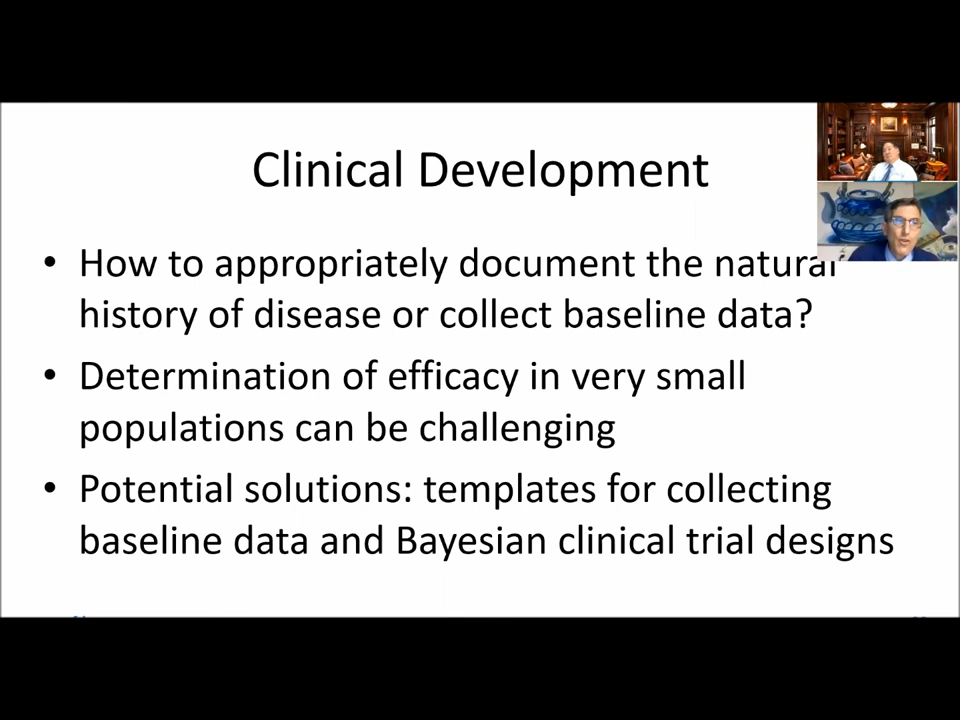 Clinical Development
• How to appropriately document the natural
history of disease or collect baseline data?
• Determination of efficacy in very small
populations can be challenging
• Potential solutions: templates for collecting
baseline data and Bayesian clinical trial designs